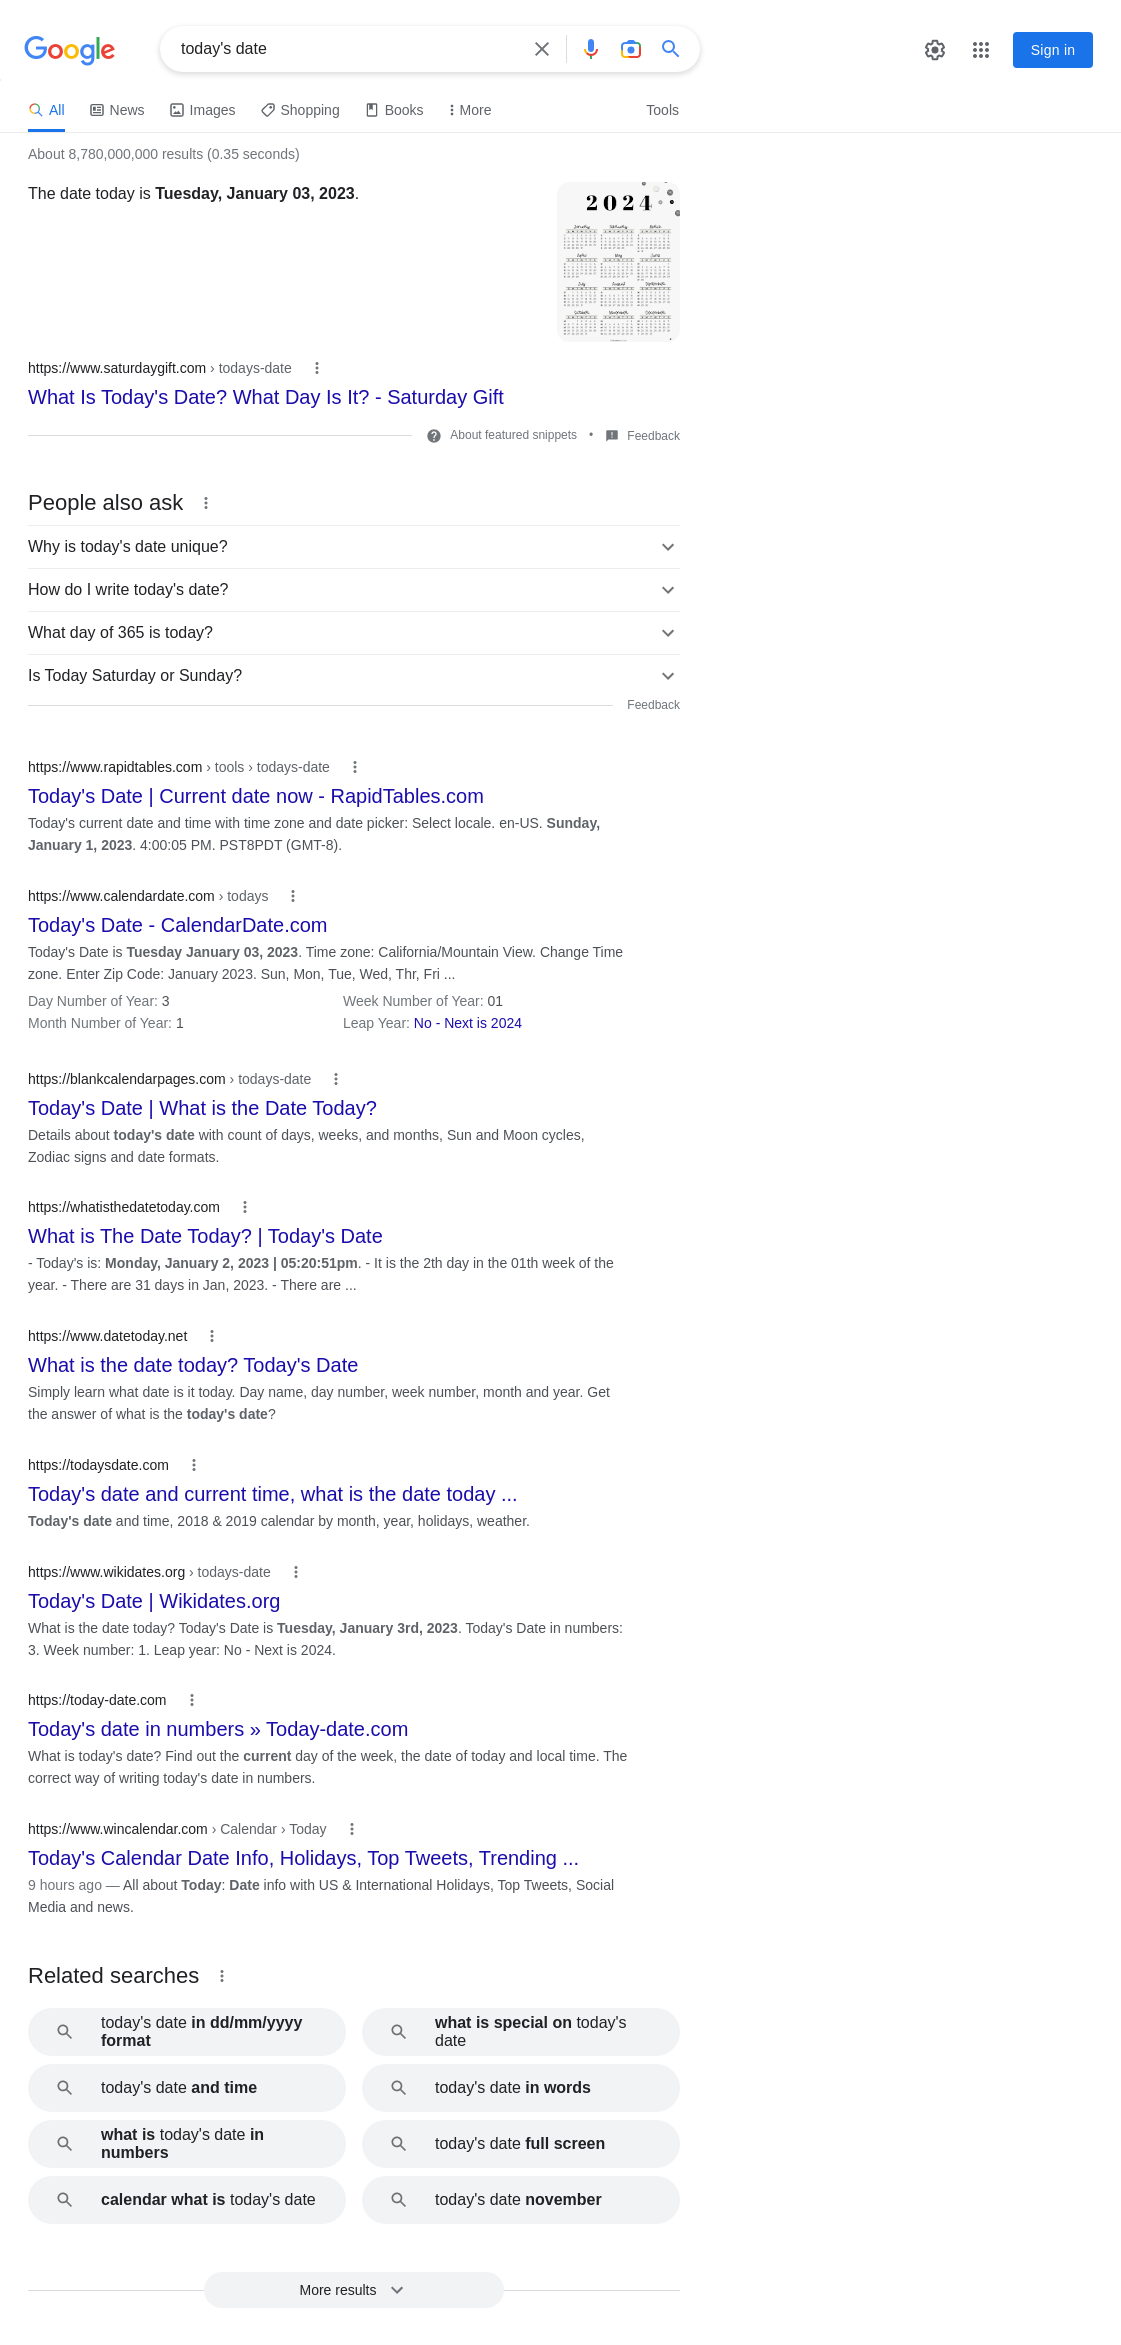 Google
today's date
Sign in
All
News
Images
Shopping
Books
More
Tools
About 8,780,000,000 results (0.35 seconds)
The date today is Tuesday, January 03, 2023.
2024
https://www.saturdaygift.com › todays-date
What Is Today's Date? What Day Is It? - Saturday Gift
About featured snippets
•
Feedback
People also ask
Why is today's date unique?
How do I write today's date?
What day of 365 is today?
Is Today Saturday or Sunday?
Feedback
https://www.rapidtables.com › tools › todays-date
Today's Date | Current date now - RapidTables.com
Today's current date and time with time zone and date picker: Select locale. en-US. Sunday,
January 1, 2023. 4:00:05 PM. PST8PDT (GMT-8).
https://www.calendardate.com › todays
Today's Date - CalendarDate.com
Today's Date is Tuesday January 03, 2023. Time zone: California/Mountain View. Change Time
zone. Enter Zip Code: January 2023. Sun, Mon, Tue, Wed, Thr, Fri ...
Day Number of Year: 3
Week Number of Year: 01
Month Number of Year: 1
Leap Year: No - Next is 2024
https://blankcalendarpages.com › todays-date
Today's Date | What is the Date Today?
Details about today's date with count of days, weeks, and months, Sun and Moon cycles,
Zodiac signs and date formats.
https://whatisthedatetoday.com
What is The Date Today? | Today's Date
- Today's is: Monday, January 2, 2023 | 05:20:51pm. - It is the 2th day in the 01th week of the
year. - There are 31 days in Jan, 2023. - There are ...
https://www.datetoday.net
What is the date today? Today's Date
Simply learn what date is it today. Day name, day number, week number, month and year. Get
the answer of what is the today's date?
https://todaysdate.com
Today's date and current time, what is the date today ...
Today's date and time, 2018 & 2019 calendar by month, year, holidays, weather.
https://www.wikidates.org › todays-date
Today's Date | Wikidates.org
What is the date today? Today's Date is Tuesday, January 3rd, 2023. Today's Date in numbers:
3. Week number: 1. Leap year: No - Next is 2024.
https://today-date.com
Today's date in numbers » Today-date.com
What is today's date? Find out the current day of the week, the date of today and local time. The
correct way of writing today's date in numbers.
https://www.wincalendar.com › Calendar › Today
Today's Calendar Date Info, Holidays, Top Tweets, Trending ...
9 hours ago — All about Today: Date info with US & International Holidays, Top Tweets, Social
Media and news.
Related searches
today's date in dd/mm/yyyy
format
what is special on today's
date
today's date and time
today's date in words
what is today's date in
numbers
today's date full screen
calendar what is today's date
today's date november
More results